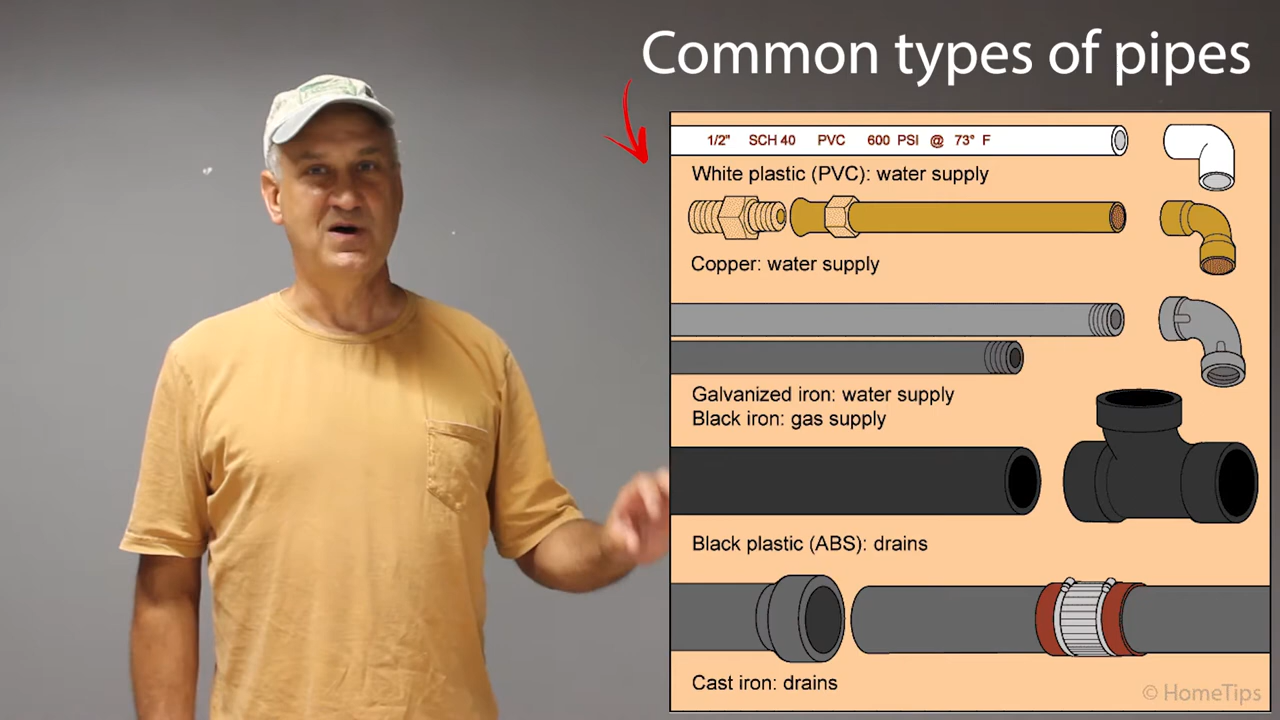 Common types of pipes
1/2" SCH 40 PVC 600 PSI @ 73° F
White plastic (PVC): water supply
Copper: water supply
Galvanized iron: water supply
Black iron: gas supply
Black plastic (ABS): drains
Cast iron: drains
© HomeTips